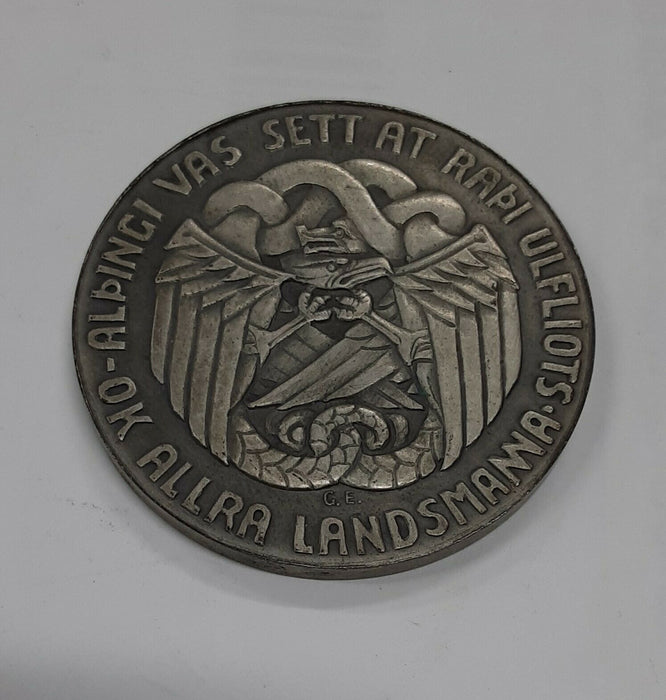 ALÞINGI VAS SETT AT RAÞI ULFLIOTS· OK ALLRA LANDSMANNA·
G. E.